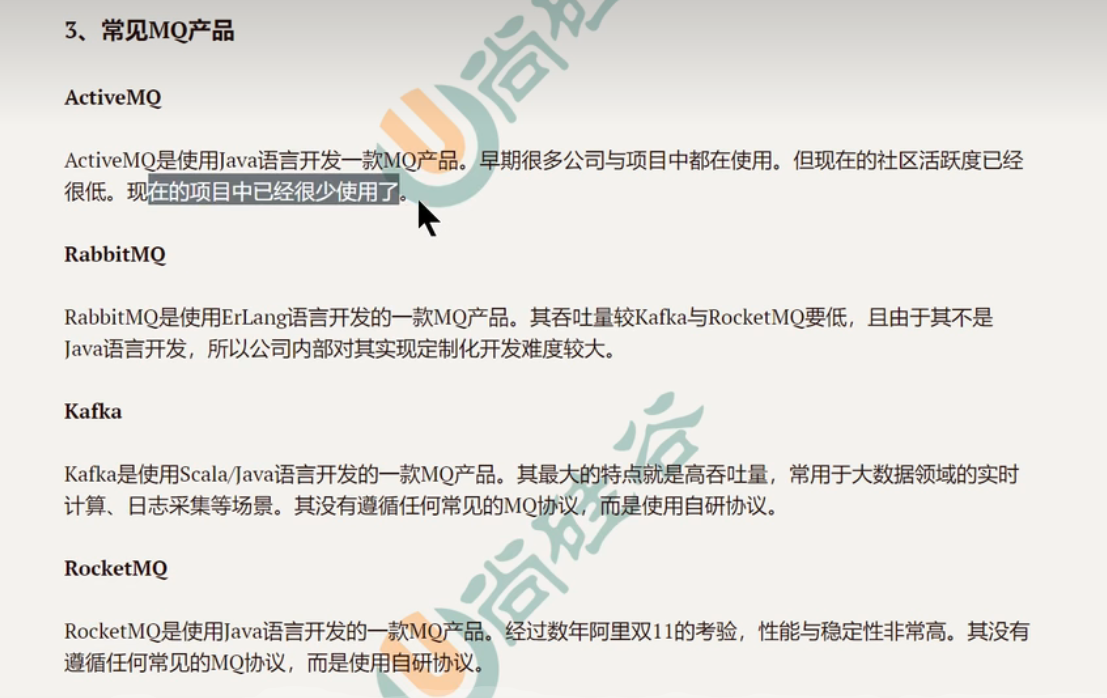 3、常见MQ产品
ActiveMQ
ActiveMQ是使用Java语言开发一款MQ产品。早期很多公司与项目中都在使用。但现在的社区活跃度已经
很低。现在的项目中已经很少使用了。
RabbitMQ
RabbitMQ是使用ErLang语言开发的一款MQ产品。其吞吐量较Kafka与RocketMQ要低，且由于其不是
Java语言开发，所以公司内部对其实现定制化开发难度较大。
Kafka
Kafka是使用Scala/Java语言开发的一款MQ产品。其最大的特点就是高吞吐量，常用于大数据领域的实时
计算、日志采集等场景。其没有遵循任何常见的MQ协议，而是使用自研协议。
RocketMQ
RocketMQ是使用Java语言开发的一款MQ产品。经过数年阿里双11的考验，性能与稳定性非常高。其没有
遵循任何常见的MQ协议，而是使用自研协议。
尚硅谷